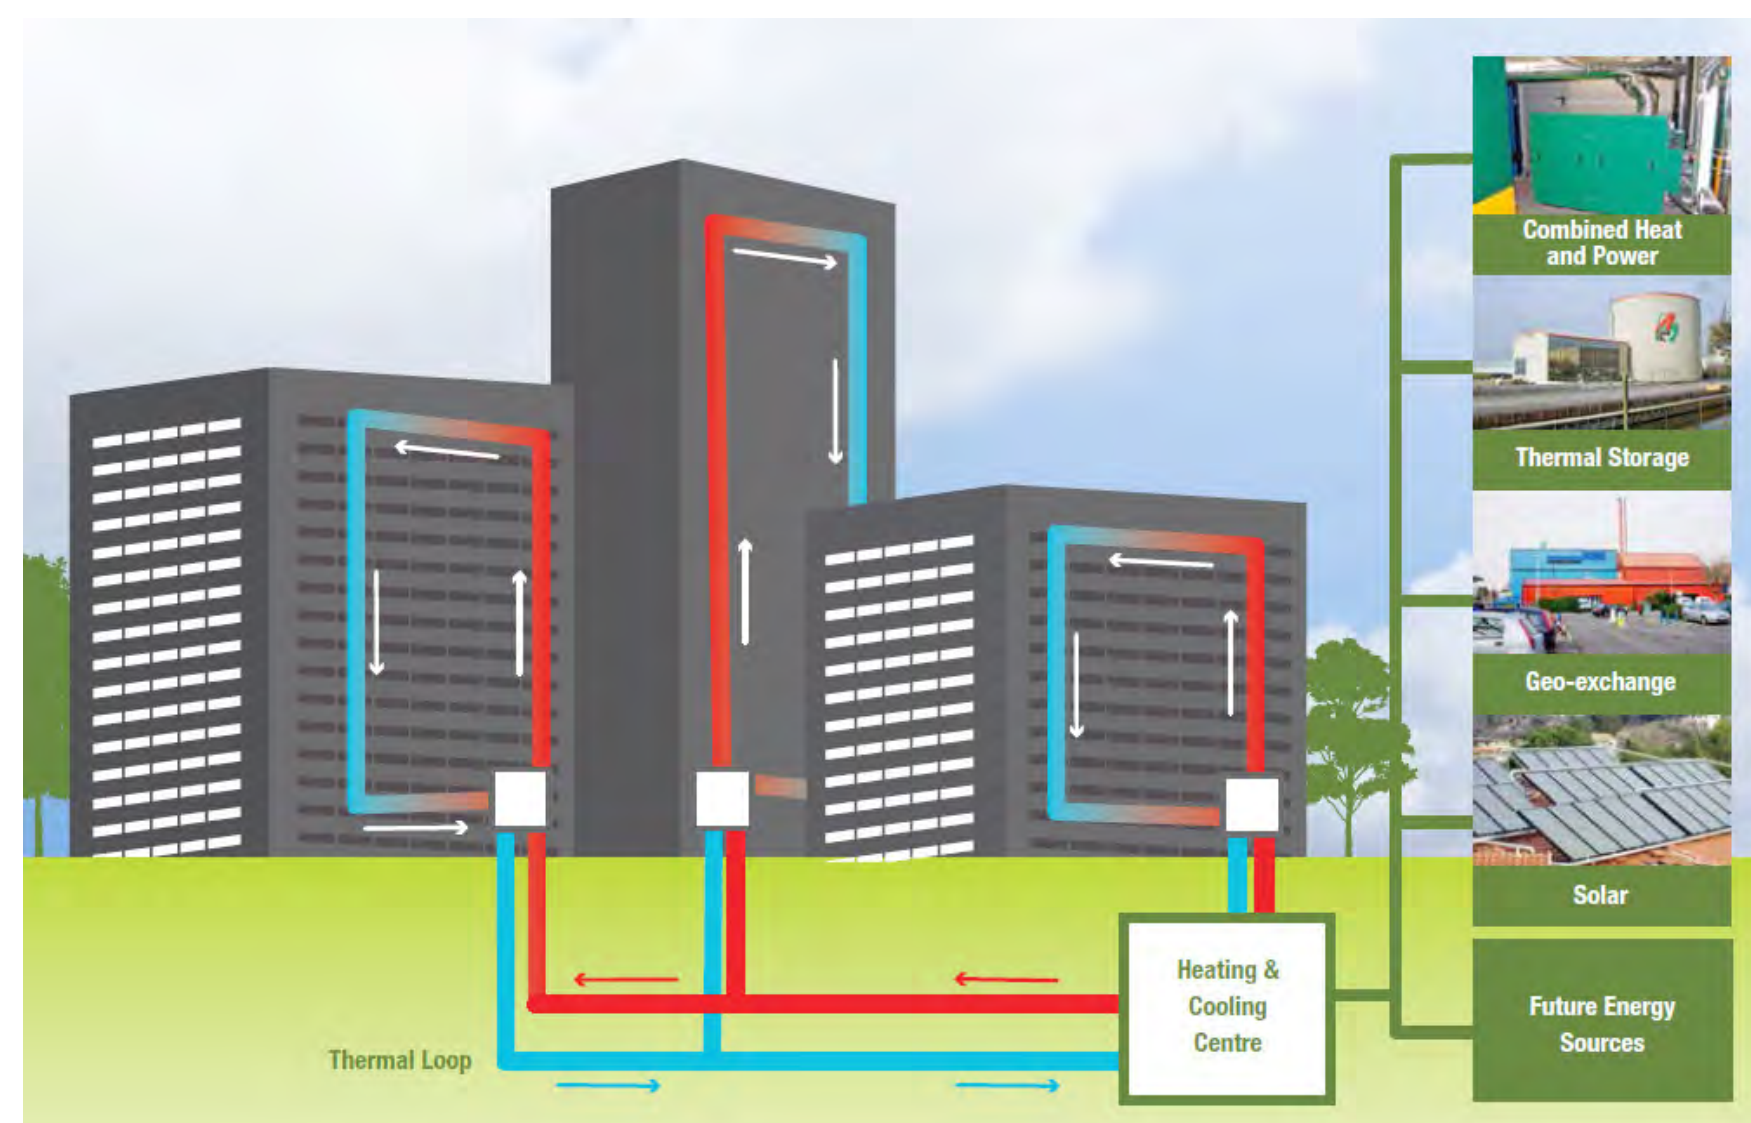 Combined Heat
and Power
Thermal Storage
Geo-exchange
Solar
Heating &
Cooling
Centre
Future Energy
Sources
Thermal Loop